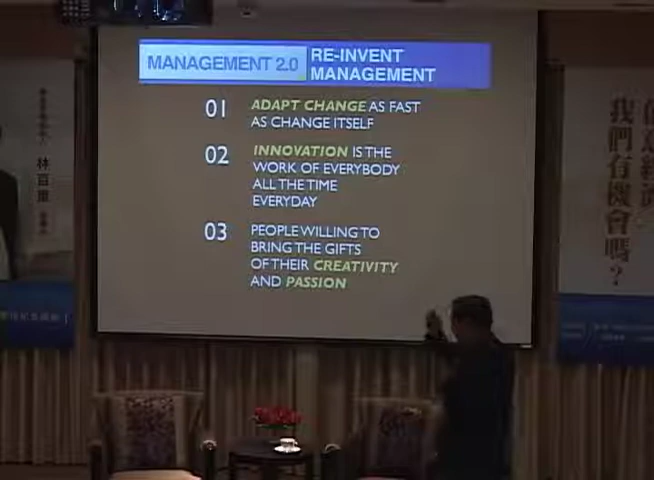 MANAGEMENT 2.0
RE-INVENT
MANAGEMENT
01 ADAPT CHANGE AS FAST
AS CHANGE ITSELF
02 INNOVATION IS THE
WORK OF EVERYBODY
ALL THE TIME
EVERYDAY
03 PEOPLE WILLING TO
BRING THE GIFTS
OF THEIR CREATIVITY
AND PASSION
我們有機會嗎?